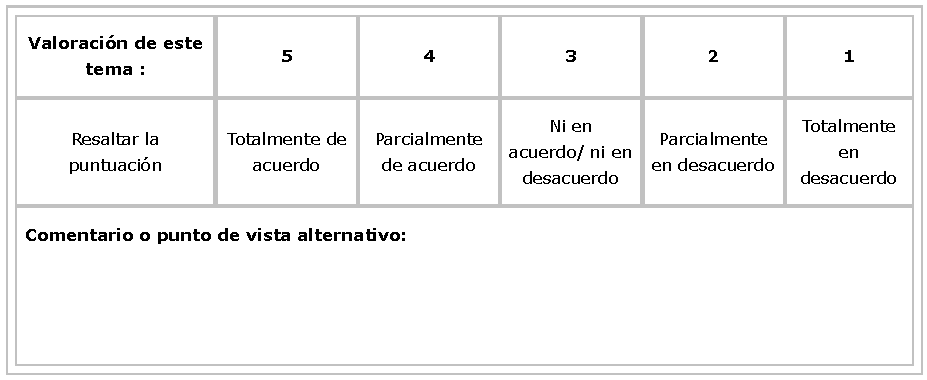 Valoración de este
tema :
5
4
3
2
1
Resaltar la
puntuación
Totalmente de
acuerdo
Parcialmente
de acuerdo
Ni en
acuerdo/ ni en
desacuerdo
Parcialmente
en desacuerdo
Totalmente
en
desacuerdo
Comentario o punto de vista alternativo: